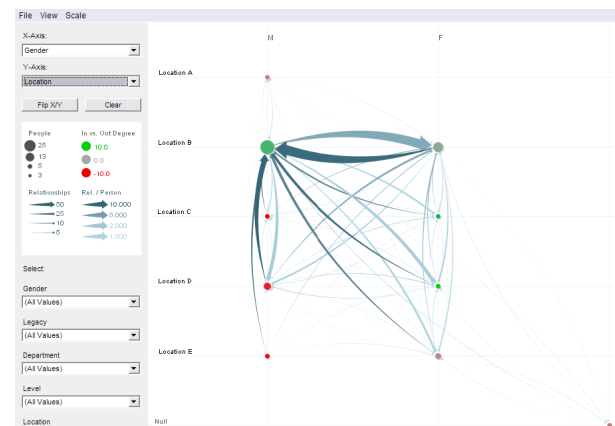 File View Scale
X-Axis:
Gender
Y-Axis:
Location
Flip X/Y Clear
People In vs. Out Degree
25 10.0
13 0.0
5
3 -10.0
Relationships Rel. / Person
50 10.000
25 5.000
10 2.000
5 1.000
Select:
Gender
(All Values)
Legacy
(All Values)
Department
(All Values)
Level
(All Values)
Location
M F
Location A
Location B
Location C
Location D
Location E
Null